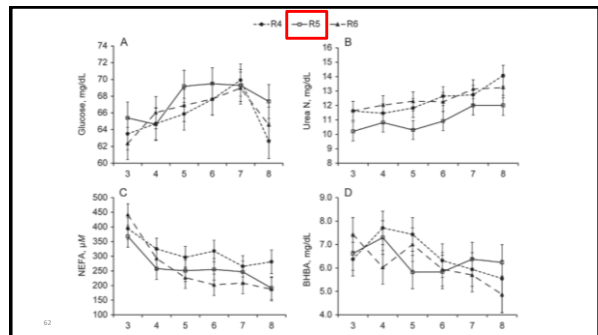 R4 R5 R6
A
Glucose, mg/dL
74
72
70
68
66
64
62
60
3 4 5 6 7 8
B
Urea N, mg/dL
16
15
14
13
12
11
10
9
8
3 4 5 6 7 8
C
NEFA, µM
500
450
400
350
300
250
200
150
100
3 4 5 6 7 8
D
BHBA, mg/dL
9.0
8.0
7.0
6.0
5.0
4.0
3 4 5 6 7 8
62